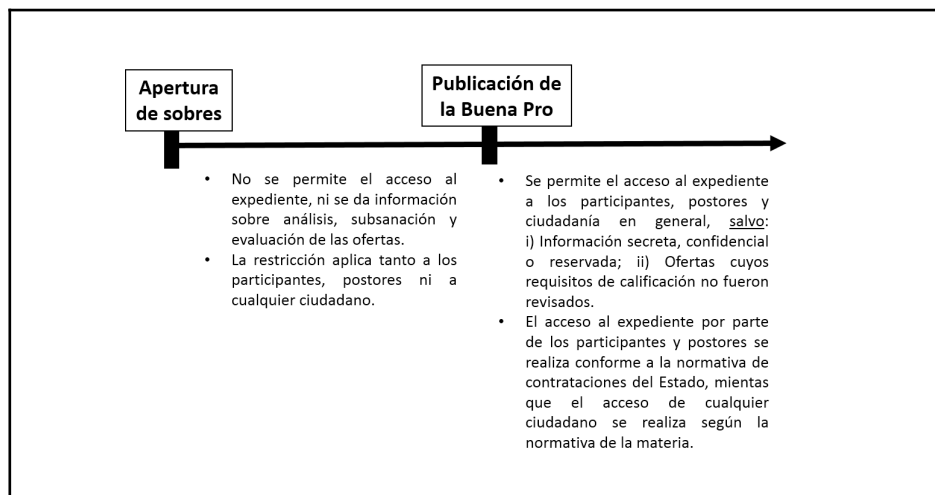 Apertura
de sobres
Publicación de
la Buena Pro
• No se permite el acceso al
expediente, ni se da información
sobre análisis, subsanación y
evaluación de las ofertas.
• La restricción aplica tanto a los
participantes, postores ni a
cualquier ciudadano.
• Se permite el acceso al expediente
a los participantes, postores y
ciudadanía en general, salvo:
i) Información secreta, confidencial
o reservada; ii) Ofertas cuyos
requisitos de calificación no fueron
revisados.
• El acceso al expediente por parte
de los participantes y postores se
realiza conforme a la normativa de
contrataciones del Estado, mientas
que el acceso de cualquier
ciudadano se realiza según la
normativa de la materia.